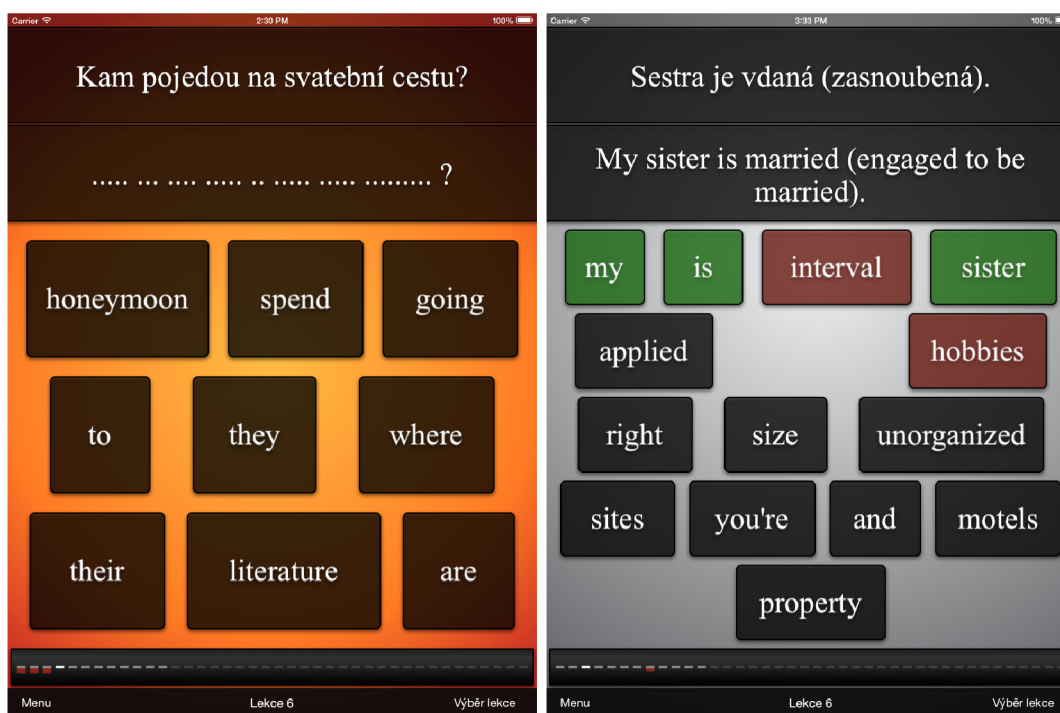 Carrier 2:30 PM 100%
Kam pojedou na svatební cestu?
..... ... .... ..... .. ..... ..... ......... ?
honeymoon spend going
to they where
their literature are
Menu Lekce 6 Výběr lekce
Carrier 3:33 PM 100%
Sestra je vdaná (zasnoubená).
My sister is married (engaged to be
married).
my is interval sister
applied hobbies
right size unorganized
sites you're and motels
property
Menu Lekce 6 Výběr lekce